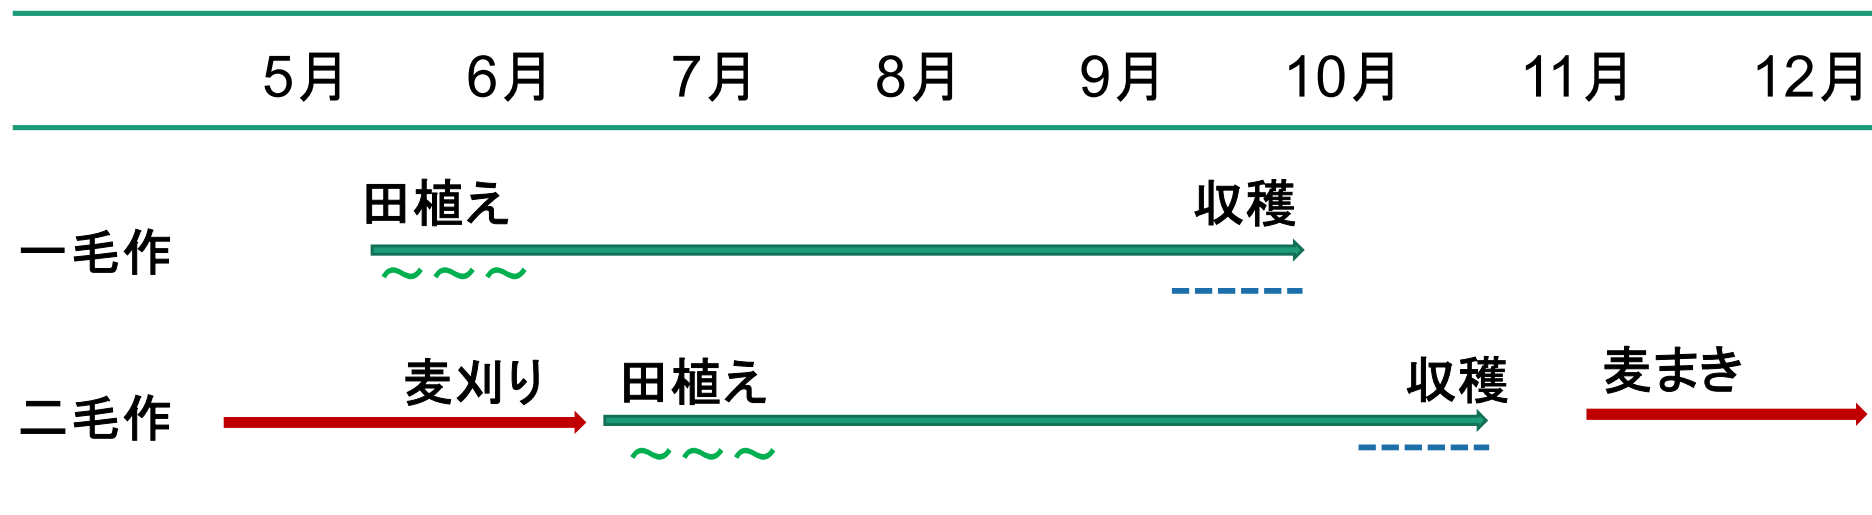 5月 6月 7月 8月 9月 10月 11月 12月
田植え 収穫
一毛作
麦刈り 田植え 収穫 麦まき
二毛作